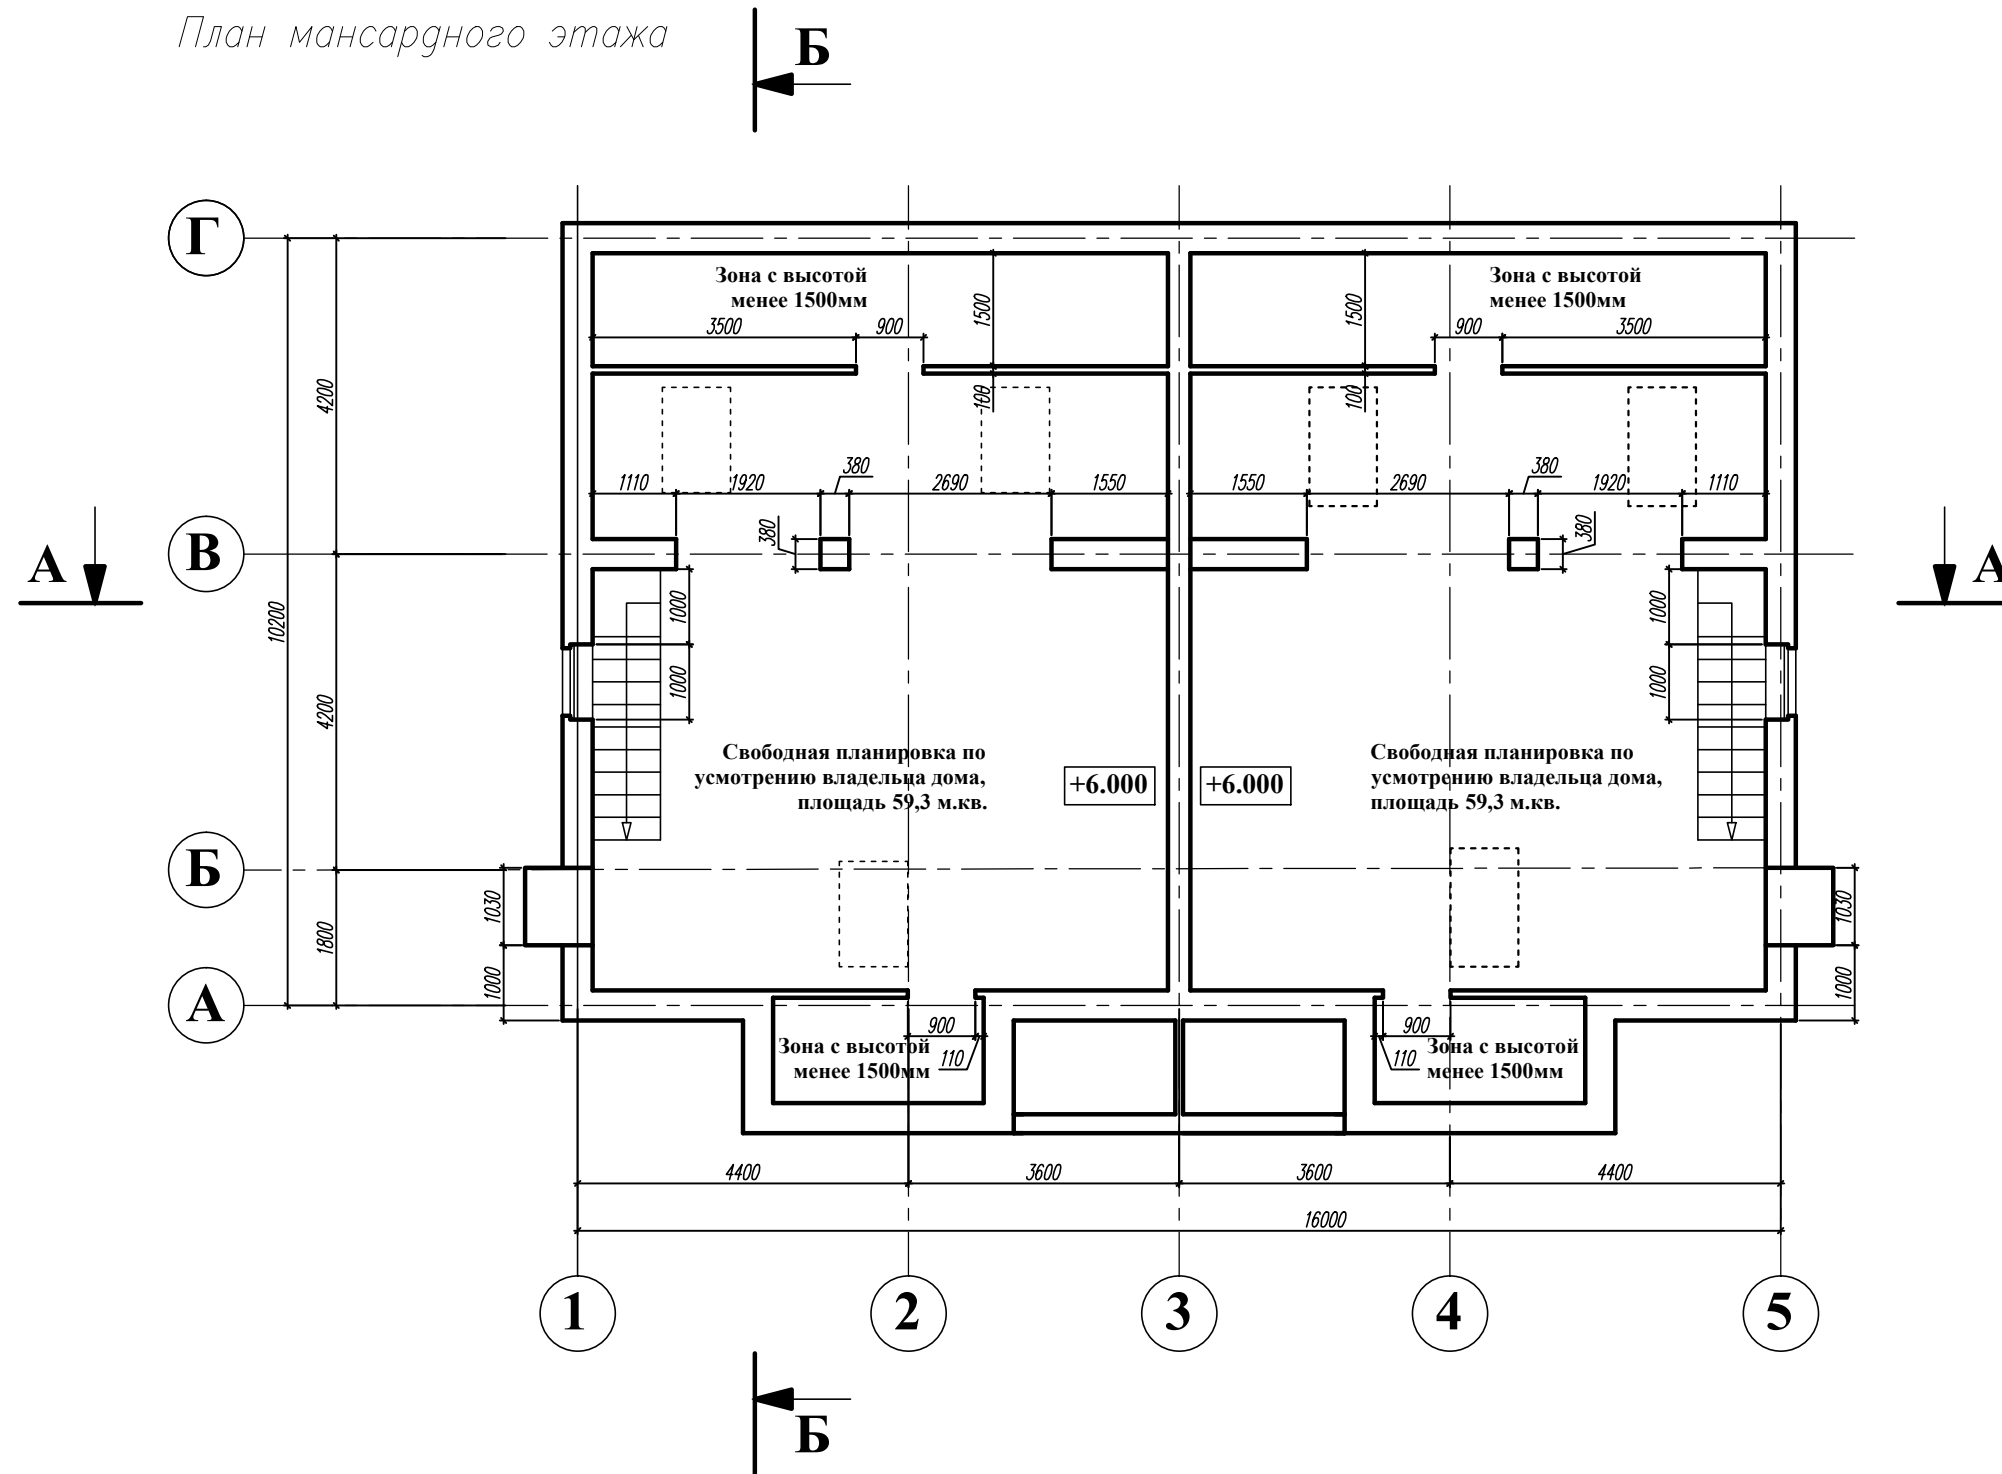 План мансардного этажа
Б
Г
Зона с высотой
менее 1500мм
Зона с высотой
менее 1500мм
3500
900
1500
1500
900
3500
4200
100
100
1110
1920
380
2690
1550
1550
2690
380
1920
1110
380
380
А
В
А
10200
1000
1000
1000
1000
4200
Свободная планировка по
усмотрению владельца дома,
площадь 59,3 м.кв.
+6.000
+6.000
Свободная планировка по
усмотрению владельца дома,
площадь 59,3 м.кв.
Б
1030
1800
1030
1000
1000
А
900
110
Зона с высотой
менее 1500мм
900
110
Зона с высотой
менее 1500мм
4400
3600
3600
4400
16000
1
2
3
4
5
Б